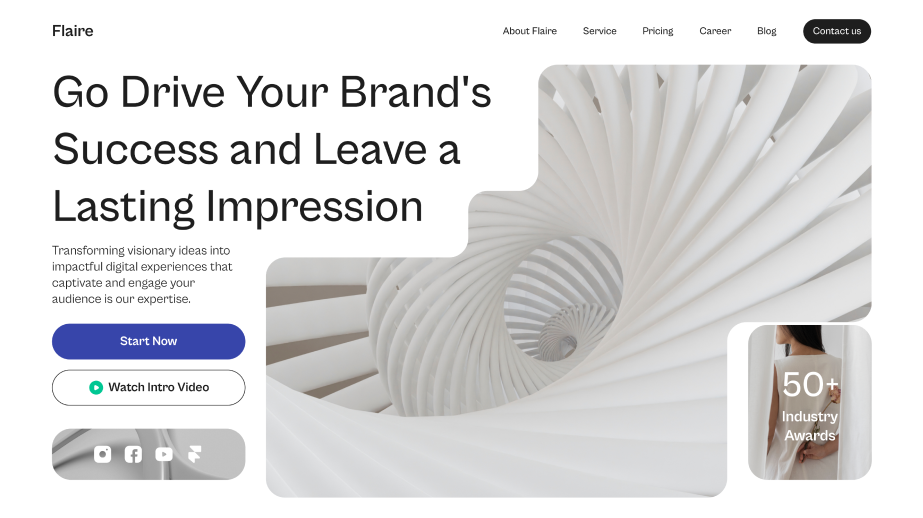 Flaire
About Flaire
Service
Pricing
Career
Blog
Contact us
Go Drive Your Brand's
Success and Leave a
Lasting Impression
Transforming visionary ideas into
impactful digital experiences that
captivate and engage your
audience is our expertise.
Start Now
Watch Intro Video
50+
Industry
Awards